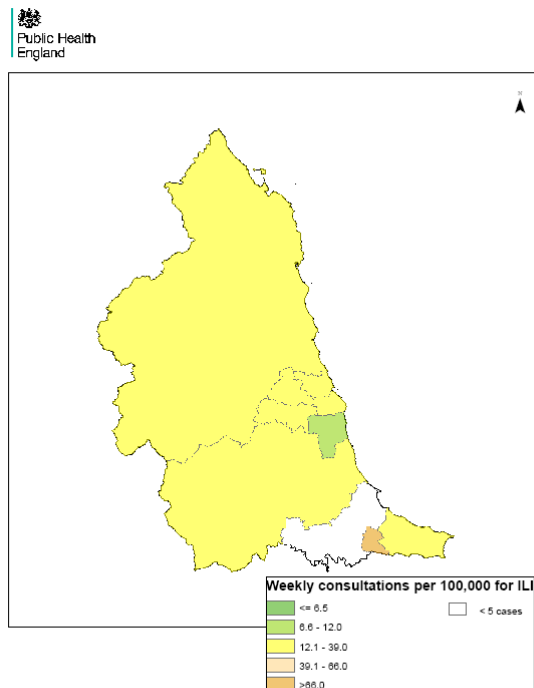 Public Health
England
N
Weekly consultations per 100,000 for ILI
<= 6.5
< 5 cases
6.6 - 12.0
12.1 - 39.0
39.1 - 66.0
>66.0